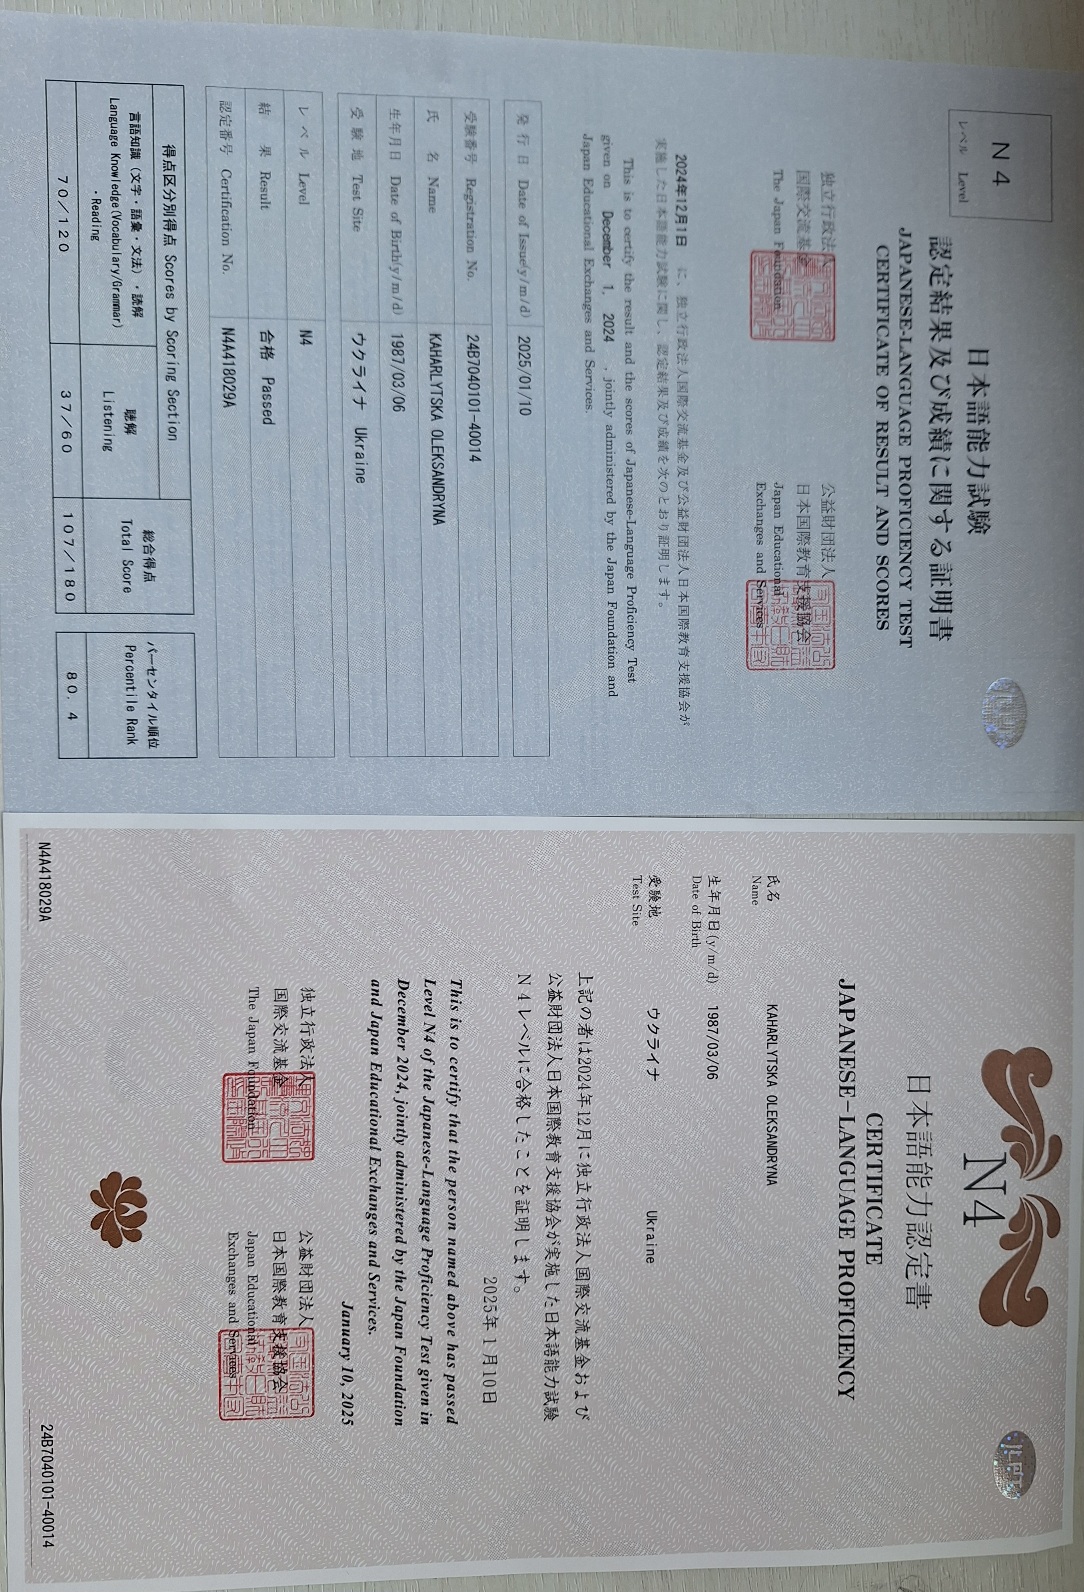 N4
レベル Level
日本語能力試験
認定結果及び成績に関する証明書
JAPANESE-LANGUAGE PROFICIENCY TEST
CERTIFICATE OF RESULT AND SCORES
独立行政法人
国際交流基金
The Japan Foundation
公益財団法人
日本国際教育支援協会
Japan Educational
Exchanges and Services
2024年12月1日 に、独立行政法人国際交流基金及び公益財団法人日本国際教育支援協会が
実施した日本語能力試験に関し、認定結果及び成績を次のとおり証明します。
This is to certify the result and the scores of Japanese-Language Proficiency Test
given on December 1, 2024 , jointly administered by the Japan Foundation and
Japan Educational Exchanges and Services.
発行日 Date of Issue(y/m/d) 2025/01/10
受験番号 Registration No. 24B7040101-40014
氏名 Name KAHARLYTSKA OLEKSANDRYNA
生年月日 Date of Birth(y/m/d) 1987/03/06
受験地 Test Site ウクライナ Ukraine
レベル Level N4
結果 Result 合格 Passed
認定番号 Certification No. N4A418029A
得点区分別得点 Scores by Scoring Section
言語知識(文字・語彙・文法)・読解
Language Knowledge(Vocabulary/Grammar)
・Reading
聴解
Listening
総合得点
Total Score
パーセンタイル順位
Percentile Rank
70/120 37/60 107/180 80.4
N4
日本語能力認定書
CERTIFICATE
JAPANESE-LANGUAGE PROFICIENCY
氏名 KAHARLYTSKA OLEKSANDRYNA
Name
生年月日(y/m/d) 1987/03/06
Date of Birth
受験地 ウクライナ Ukraine
Test Site
上記の者は2024年12月に独立行政法人国際交流基金および
公益財団法人日本国際教育支援協会が実施した日本語能力試験
N4レベルに合格したことを証明します。
2025年1月10日
This is to certify that the person named above has passed
Level N4 of the Japanese-Language Proficiency Test given in
December 2024, jointly administered by the Japan Foundation
and Japan Educational Exchanges and Services.
January 10, 2025
独立行政法人
国際交流基金
The Japan Foundation
公益財団法人
日本国際教育支援協会
Japan Educational
Exchanges and Services
N4A418029A
24B7040101-40014